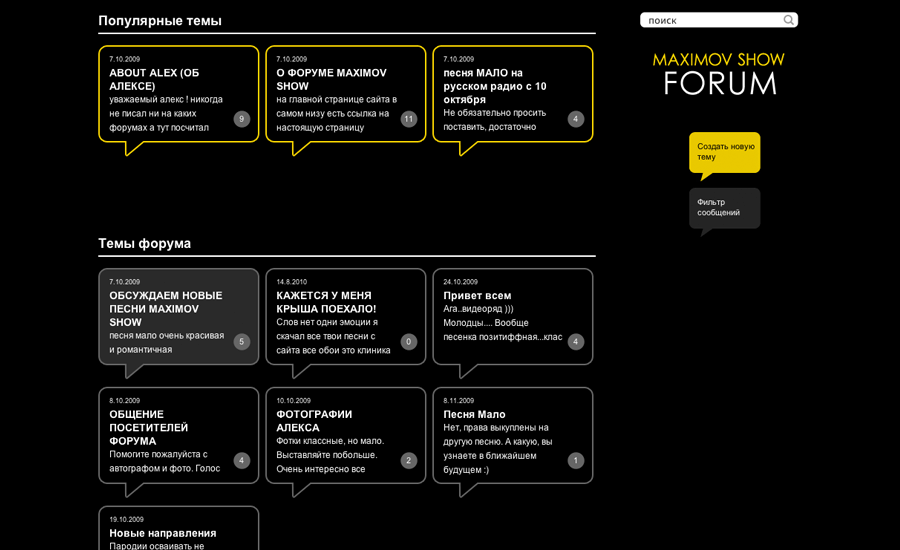 Популярные темы
поиск
MAXIMOV SHOW
FORUM
7.10.2009
ABOUT ALEX (ОБ
АЛЕКСЕ)
уважаемый алекс ! никогда
не писал ни на каких
форумах а тут посчитал
9
7.10.2009
О ФОРУМЕ MAXIMOV
SHOW
на главной странице сайта в
самом низу есть ссылка на
настоящую страницу
11
7.10.2009
песня МАЛО на
русском радио с 10
октября
Не обязательно просить
поставить, достаточно
4
Создать новую
тему
Фильтр
сообщений
Темы форума
7.10.2009
ОБСУЖДАЕМ НОВЫЕ
ПЕСНИ MAXIMOV
SHOW
песня мало очень красивая
и романтичная
5
14.8.2010
КАЖЕТСЯ У МЕНЯ
КРЫША ПОЕХАЛО!
Слов нет одни эмоции я
скачал все твои песни с
сайта все обои это клиника
0
24.10.2009
Привет всем
Ага..видеоряд )))
Молодцы.... Вообще
песенка позитиффная...клас
4
8.10.2009
ОБЩЕНИЕ
ПОСЕТИТЕЛЕЙ
ФОРУМА
Помогите пожалуйста с
автографом и фото. Голос
4
10.10.2009
ФОТОГРАФИИ
АЛЕКСА
Фотки классные, но мало.
Выставляйте побольше.
Очень интересно все
2
8.11.2009
Песня Мало
Нет, права выкуплены на
другую песню. А какую, вы
узнаете в ближайшем
будущем :)
1
19.10.2009
Новые направления
Пародии осваивать не